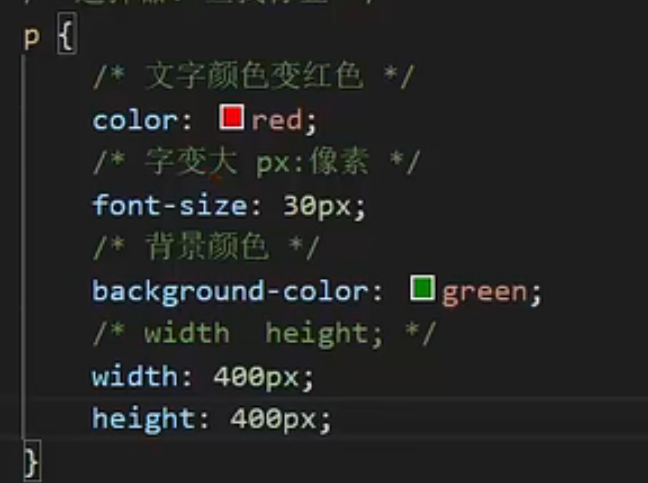 p {
/* 文字颜色变红色 */
color: red;
/* 字变大 px:像素 */
font-size: 30px;
/* 背景颜色 */
background-color: green;
/* width  height; */
width: 400px;
height: 400px;
}